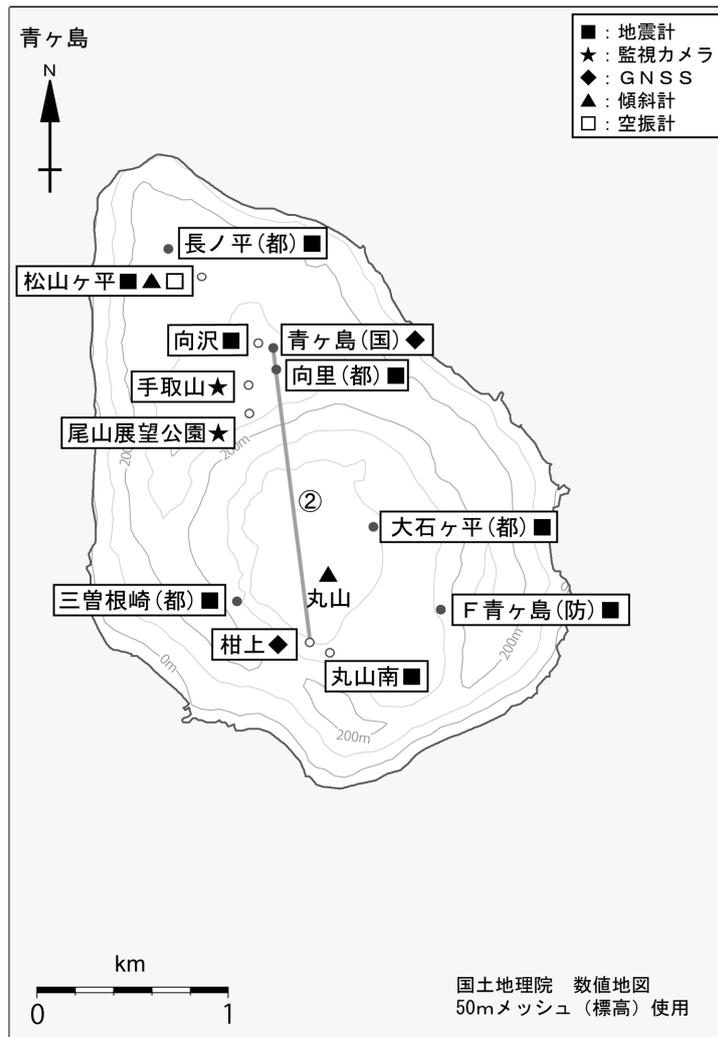 青ヶ島
N
■：地震計
★：監視カメラ
◆：ＧＮＳＳ
▲：傾斜計
□：空振計
長ノ平(都)■
松山ヶ平■▲□
向沢■
青ヶ島(国)◆
向里(都)■
手取山★
尾山展望公園★
200m
200m
②
大石ヶ平(都)■
丸山
三曽根崎(都)■
Ｆ青ヶ島(防)■
0m
柑上◆
丸山南■
0m
200m
200m
km
0 1
国土地理院　数値地図
50mメッシュ（標高）使用